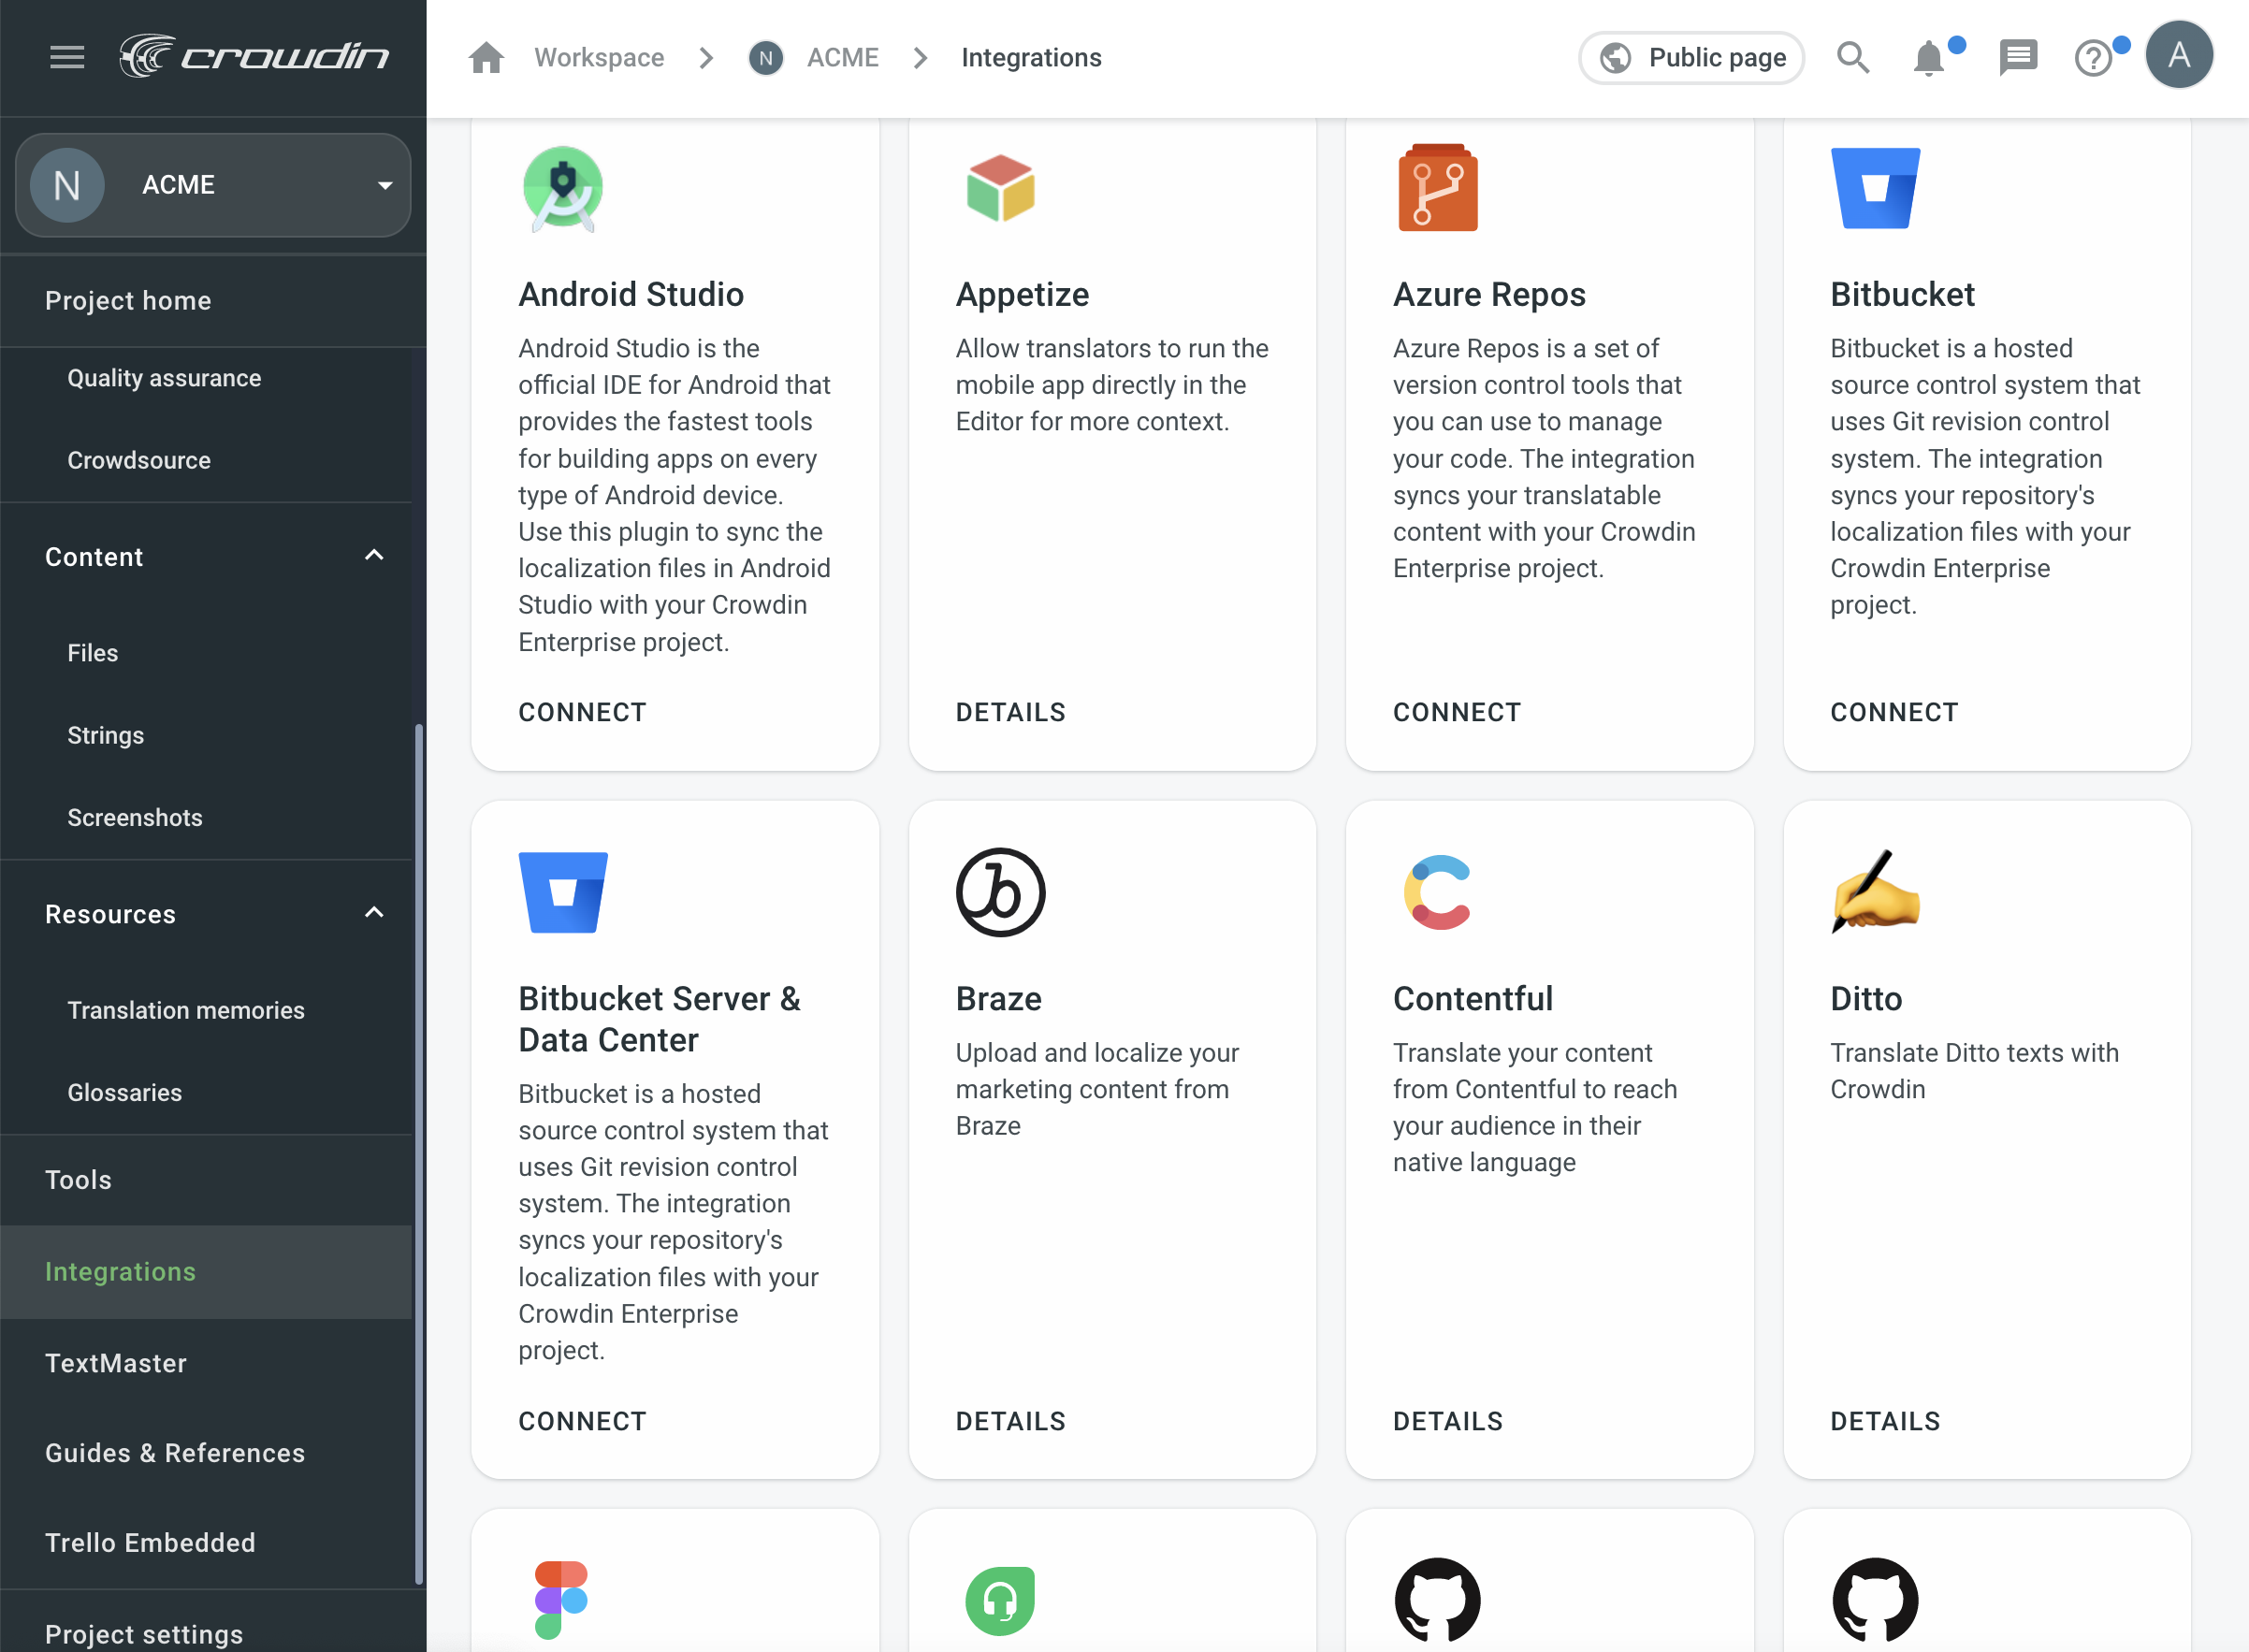 crowdin
Workspace
N
ACME
Integrations
Public page
A
N
ACME
Project home
Quality assurance
Crowdsource
Content
Files
Strings
Screenshots
Resources
Translation memories
Glossaries
Tools
Integrations
TextMaster
Guides & References
Trello Embedded
Project settings
Android Studio
Android Studio is the
official IDE for Android that
provides the fastest tools
for building apps on every
type of Android device.
Use this plugin to sync the
localization files in Android
Studio with your Crowdin
Enterprise project.
CONNECT
Appetize
Allow translators to run the
mobile app directly in the
Editor for more context.
DETAILS
Azure Repos
Azure Repos is a set of
version control tools that
you can use to manage
your code. The integration
syncs your translatable
content with your Crowdin
Enterprise project.
CONNECT
Bitbucket
Bitbucket is a hosted
source control system that
uses Git revision control
system. The integration
syncs your repository's
localization files with your
Crowdin Enterprise
project.
CONNECT
Bitbucket Server &
Data Center
Bitbucket is a hosted
source control system that
uses Git revision control
system. The integration
syncs your repository's
localization files with your
Crowdin Enterprise
project.
CONNECT
Braze
Upload and localize your
marketing content from
Braze
DETAILS
Contentful
Translate your content
from Contentful to reach
your audience in their
native language
DETAILS
Ditto
Translate Ditto texts with
Crowdin
DETAILS